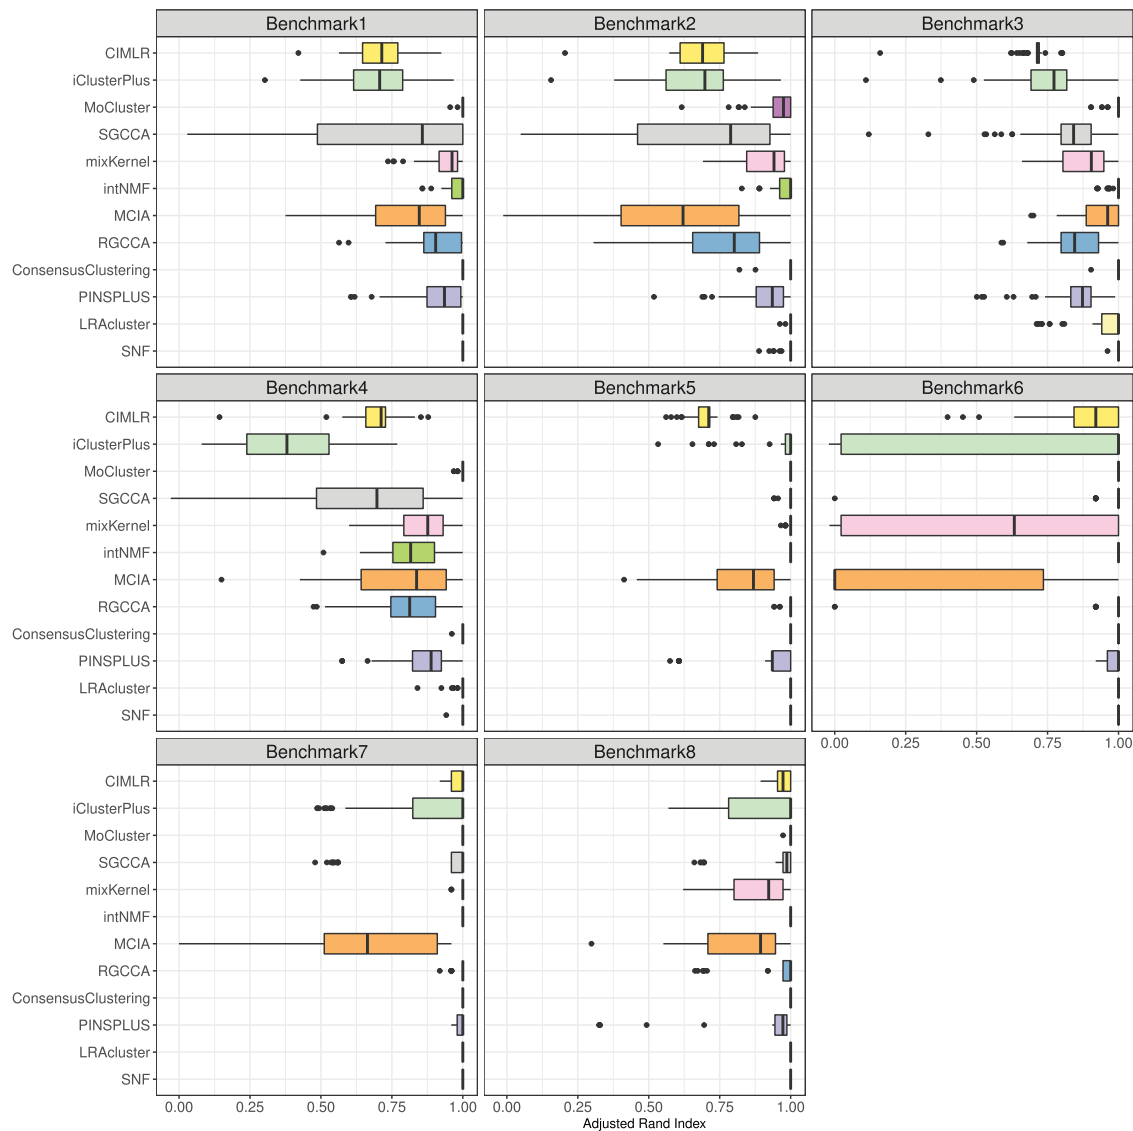 Benchmark1
Benchmark2
Benchmark3
CIMLR
iClusterPlus
MoCluster
SGCCA
mixKernel
intNMF
MCIA
RGCCA
ConsensusClustering
PINSPLUS
LRAcluster
SNF
Benchmark4
Benchmark5
Benchmark6
CIMLR
iClusterPlus
MoCluster
SGCCA
mixKernel
intNMF
MCIA
RGCCA
ConsensusClustering
PINSPLUS
LRAcluster
SNF
0.00 0.25 0.50 0.75 1.00
Benchmark7
Benchmark8
CIMLR
iClusterPlus
MoCluster
SGCCA
mixKernel
intNMF
MCIA
RGCCA
ConsensusClustering
PINSPLUS
LRAcluster
SNF
0.00 0.25 0.50 0.75 1.00
0.00 0.25 0.50 0.75 1.00
Adjusted Rand Index